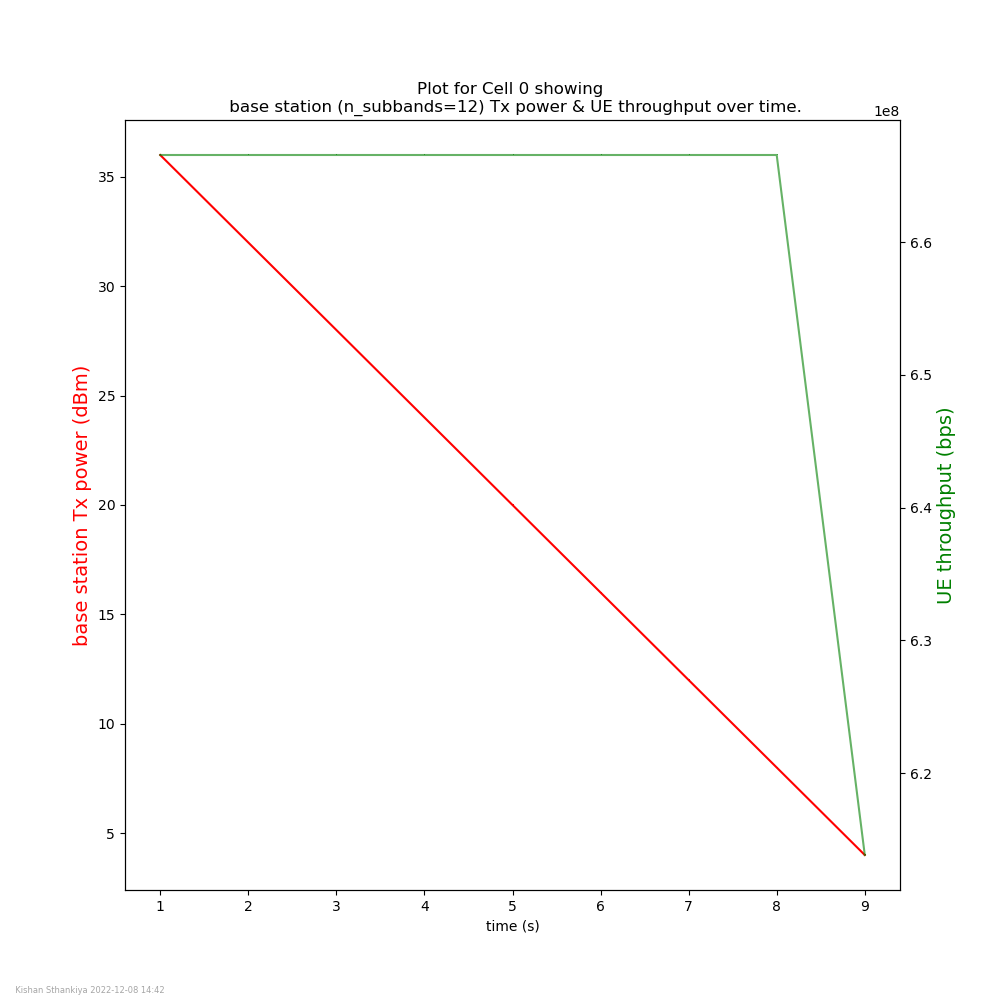 Plot for Cell 0 showing
base station (n_subbands=12) Tx power & UE throughput over time.
1e8
35
30
25
20
15
10
5
base station Tx power (dBm)
6.6
6.5
6.4
6.3
6.2
UE throughput (bps)
1 2 3 4 5 6 7 8 9
time (s)
Kishan Sthankiya 2022-12-08 14:42